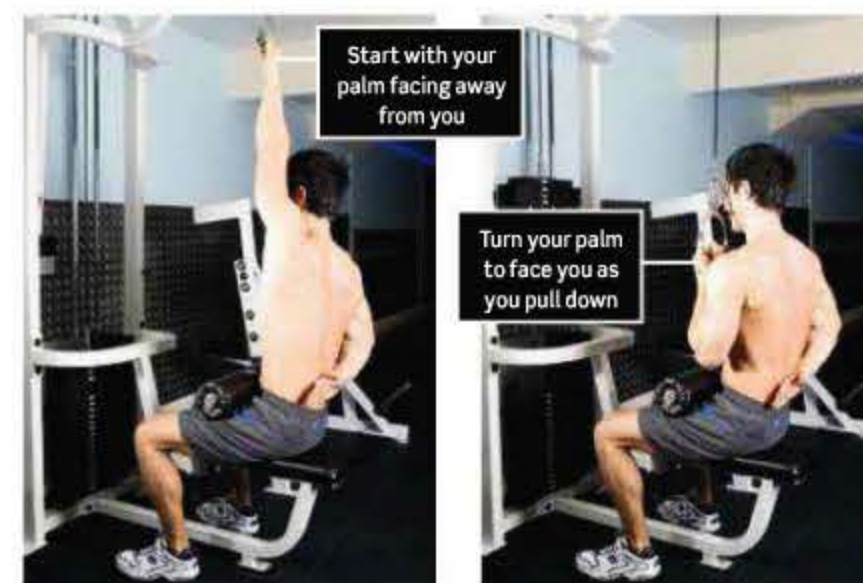 Start with your
palm facing away
from you
Turn your palm
to face you as
you pull down